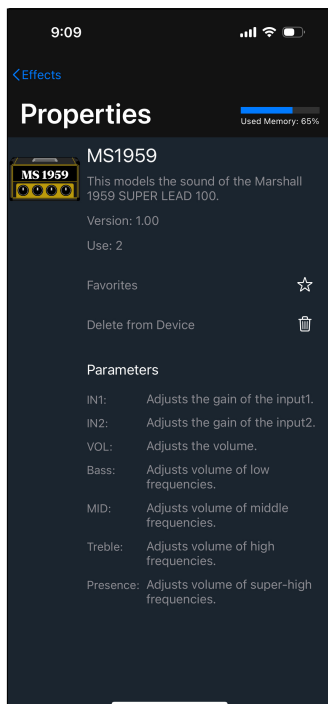 9:09
Effects
Properties
Used Memory: 65%
MS 1959
MS1959
This models the sound of the Marshall
1959 SUPER LEAD 100.
Version: 1.00
Use: 2
Favorites
Delete from Device
Parameters
IN1: Adjusts the gain of the input1.
IN2: Adjusts the gain of the input2.
VOL: Adjusts the volume.
Bass: Adjusts volume of low
frequencies.
MID: Adjusts volume of middle
frequencies.
Treble: Adjusts volume of high
frequencies.
Presence: Adjusts volume of super-high
frequencies.